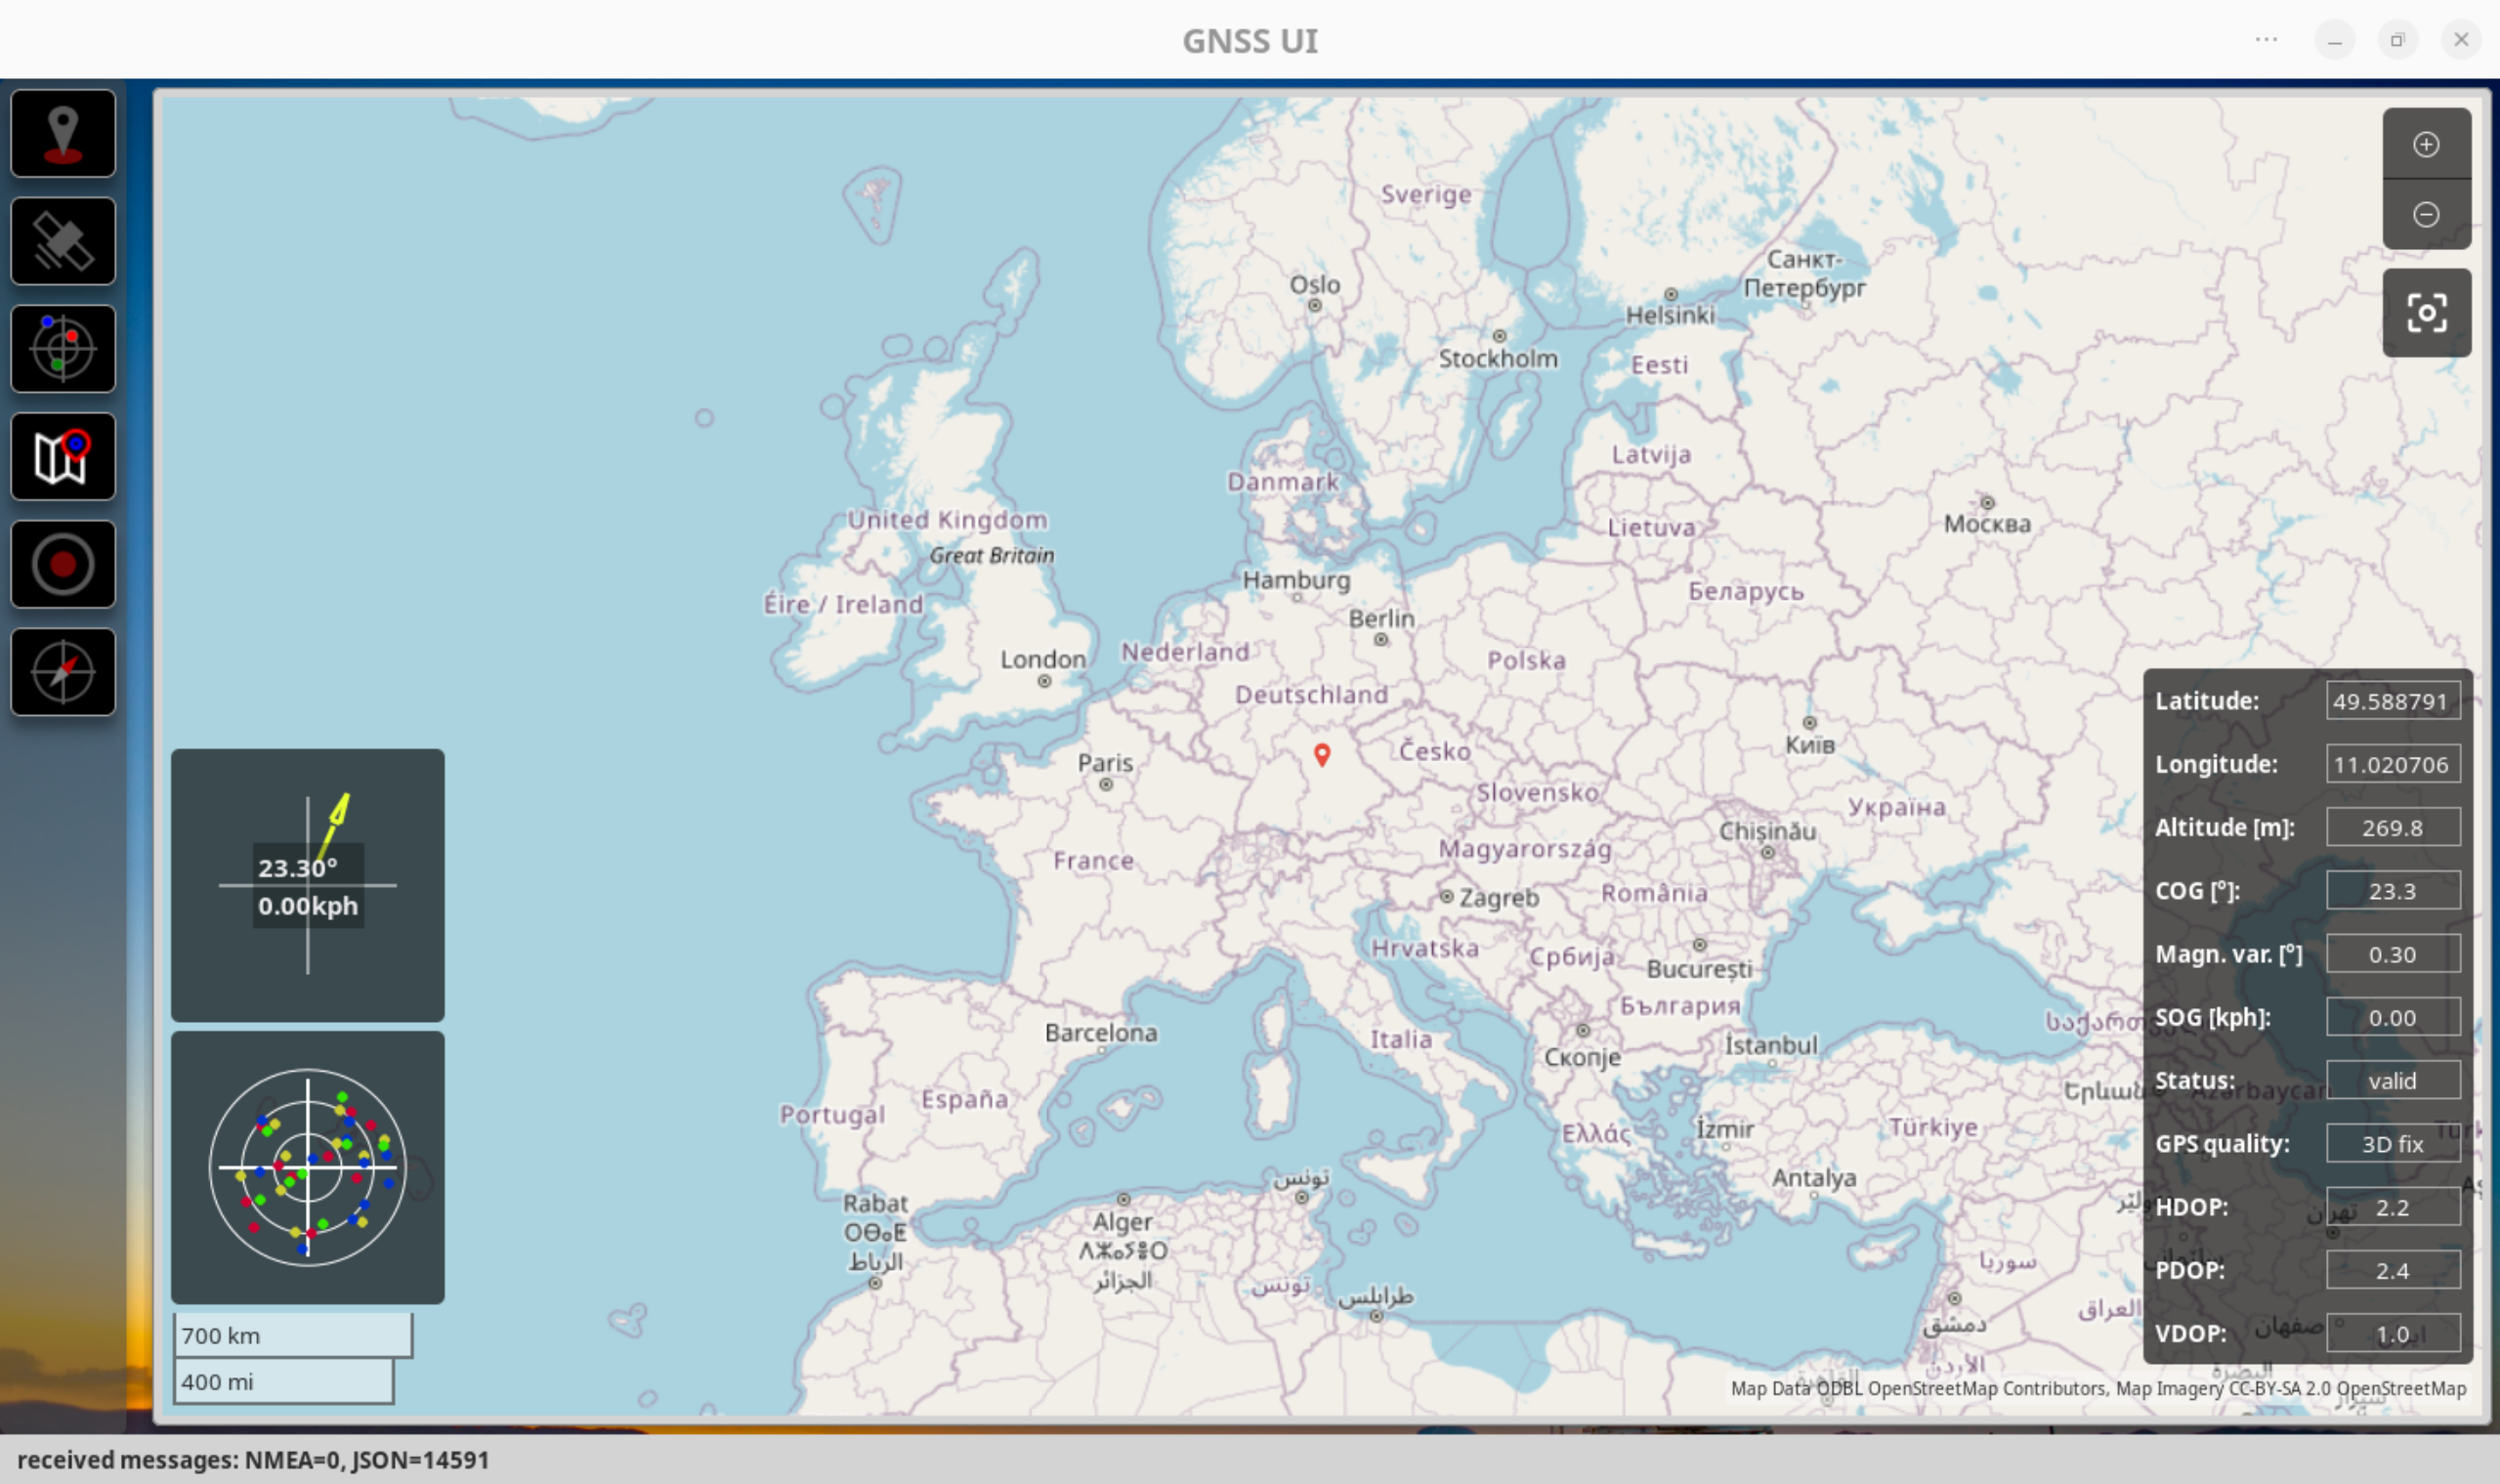 GNSS UI
Sverige
Санкт-
Петербург
Oslo
Helsinki
Stockholm
Eesti
Latvija
Danmark
Москва
United Kingdom
Lietuva
Great Britain
Hamburg
Беларусь
Éire / Ireland
Berlin
Nederland
London
Polska
Deutschland
Česko
Київ
Paris
Slovensko
Україна
Chișinău
Magyarország
France
România
Zagreb
Hrvatska
Србија
București
България
Barcelona
Italia
İstanbul
Скопје
España
Portugal
Ελλάς
İzmir
Türkiye
Antalya
تونس
Rabat
ⵔⴱⴰⵟ
الرباط
Alger
الجزائر
تونس
طرابلس
سوريا
دمشق
العراق
الأردن
تهران
اصفهان
ایران
Azərbaycan
Latitude: 49.588791
Longitude: 11.020706
Altitude [m]: 269.8
COG [°]: 23.3
Magn. var. [°] 0.30
SOG [kph]: 0.00
Status: valid
GPS quality: 3D fix
HDOP: 2.2
PDOP: 2.4
VDOP: 1.0
23.30°
0.00kph
700 km
400 mi
Map Data ODBL OpenStreetMap Contributors, Map Imagery CC-BY-SA 2.0 OpenStreetMap
received messages: NMEA=0, JSON=14591